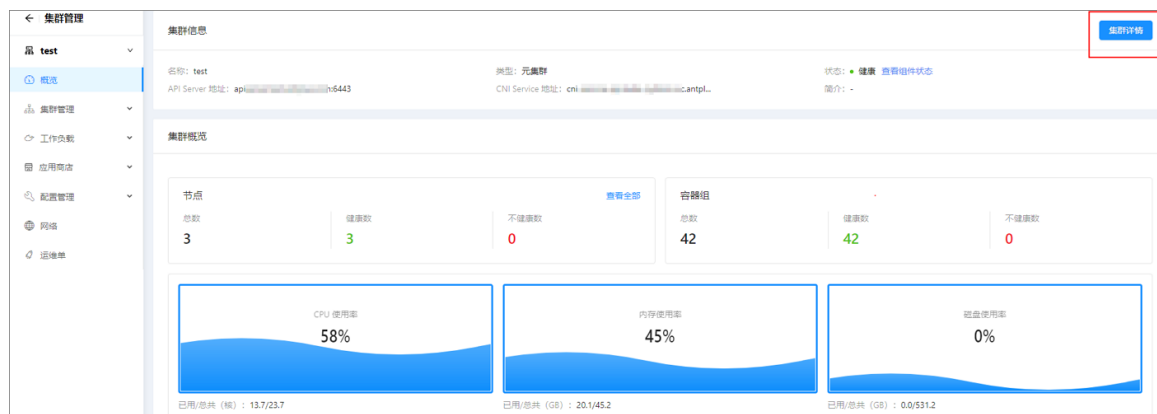 ← 集群管理
test
概览
集群管理
工作负载
应用商店
配置管理
网络
运维单
集群信息
集群详情
名称: test
类型: 元集群
状态: 健康 查看组件状态
API Server 地址: api n:6443
CNI Service 地址: cni c.antpl...
简介: -
集群概览
节点
查看全部
总数 健康数 不健康数
3 3 0
容器组
-
总数 健康数 不健康数
42 42 0
CPU 使用率
58%
已用/总共 (核) : 13.7/23.7
内存使用率
45%
已用/总共 (GB) : 20.1/45.2
磁盘使用率
0%
已用/总共 (GB) : 0.0/531.2